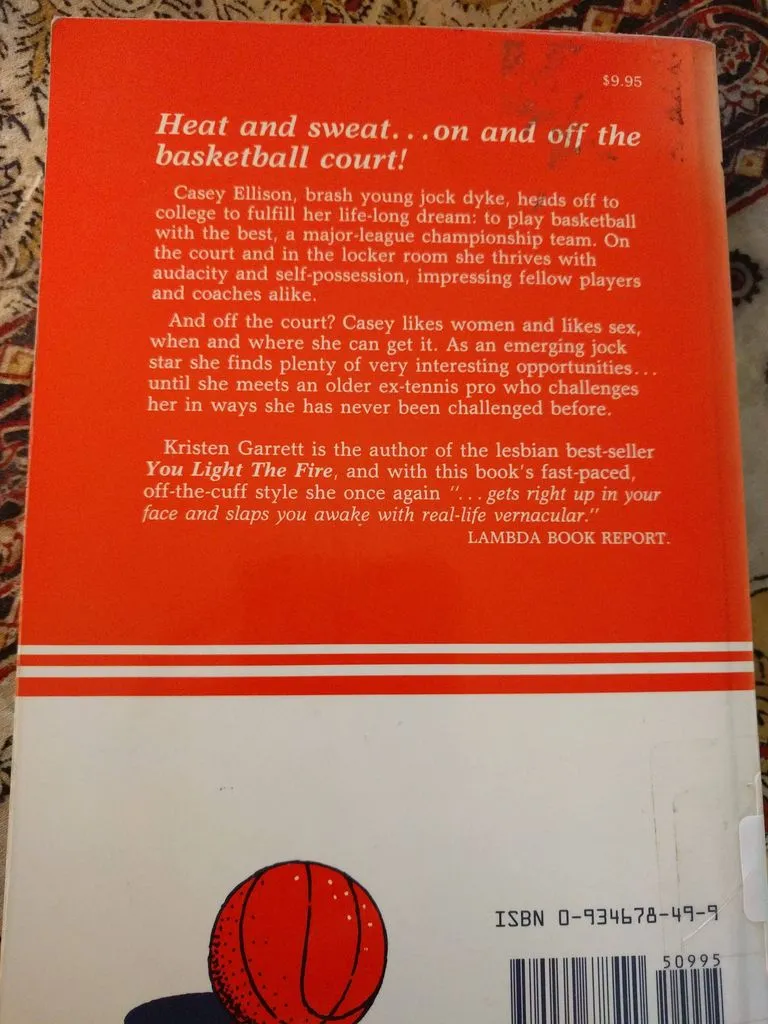 $9.95
Heat and sweat...on and off the
basketball court!
Casey Ellison, brash young jock dyke, heads off to
college to fulfill her life-long dream: to play basketball
with the best, a major-league championship team. On
the court and in the locker room she thrives with
audacity and self-possession, impressing fellow players
and coaches alike.
And off the court? Casey likes women and likes sex,
when and where she can get it. As an emerging jock
star she finds plenty of very interesting opportunities...
until she meets an older ex-tennis pro who challenges
her in ways she has never been challenged before.
Kristen Garrett is the author of the lesbian best-seller
You Light The Fire, and with this book's fast-paced,
off-the-cuff style she once again "...gets right up in your
face and slaps you awake with real-life vernacular."
LAMBDA BOOK REPORT.
ISBN 0-934678-49-9
50995